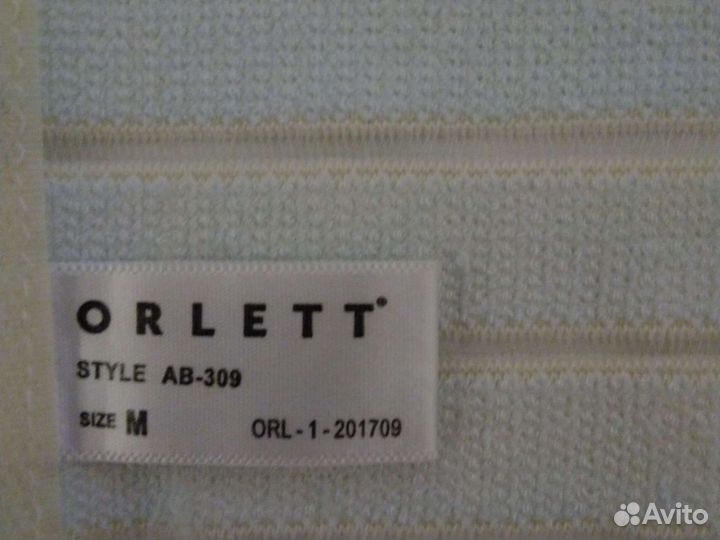 ORLETT®
STYLE AB-309
SIZE M ORL-1-201709
Avito